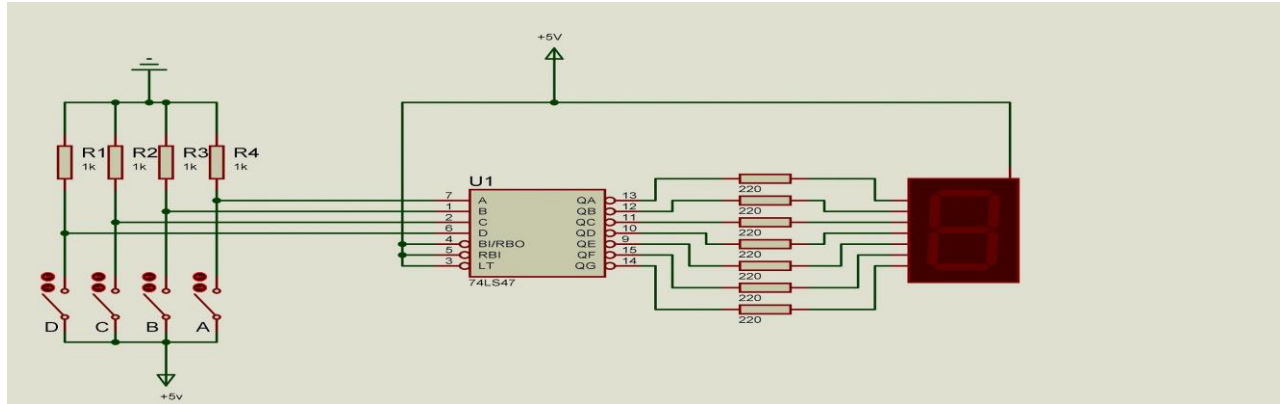 +5V
R1 R2 R3 R4
1k 1k 1k 1k
U1
7 A QA 13
1 B QB 12
2 C QC 11
6 D QD 10
4 BI/RBO QE 9
5 RBI QF 15
3 LT QG 14
74LS47
220
220
220
220
220
220
220
D C B A
+5v